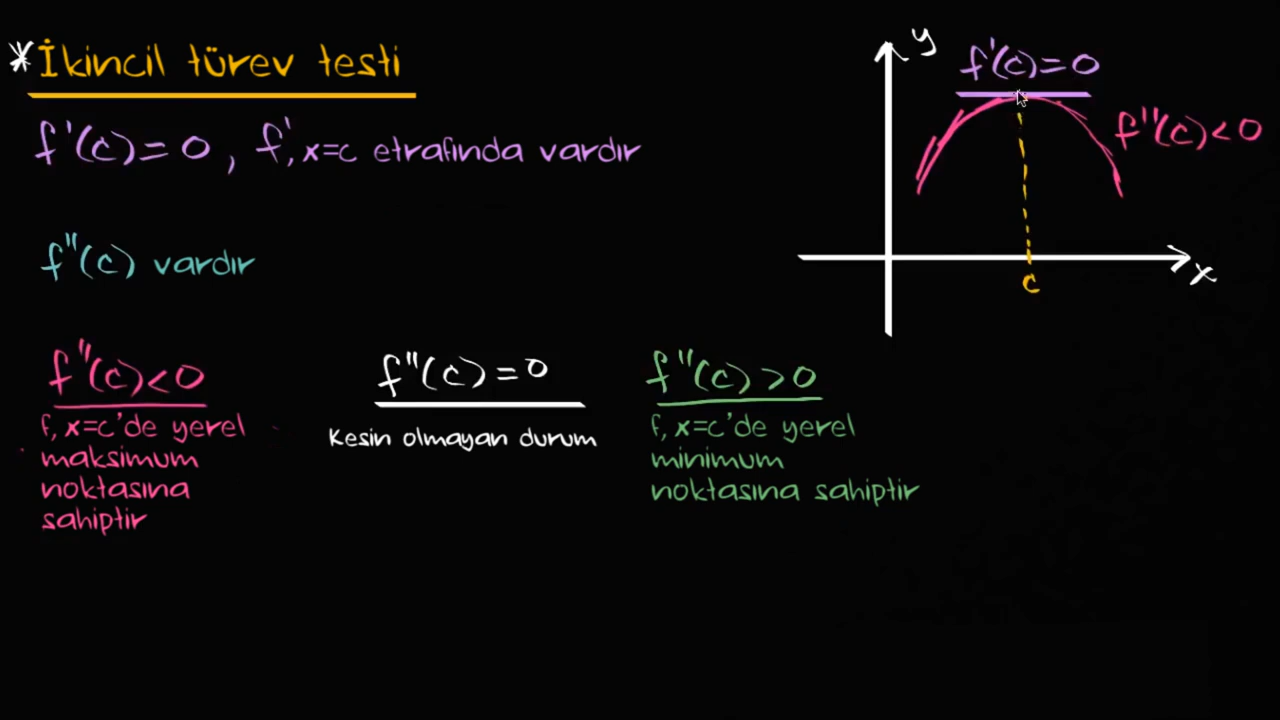 * İkincil türev testi
f'(c)=0, f', x=c etrafında vardır
f''(c) vardır
f''(c)<0
f, x=c'de yerel
maksimum
noktasına
sahiptir
f''(c)=0
Kesin olmayan durum
f''(c)>0
f, x=c'de yerel
minimum
noktasına sahiptir
y
f'(c)=0
f''(c)<0
x
c